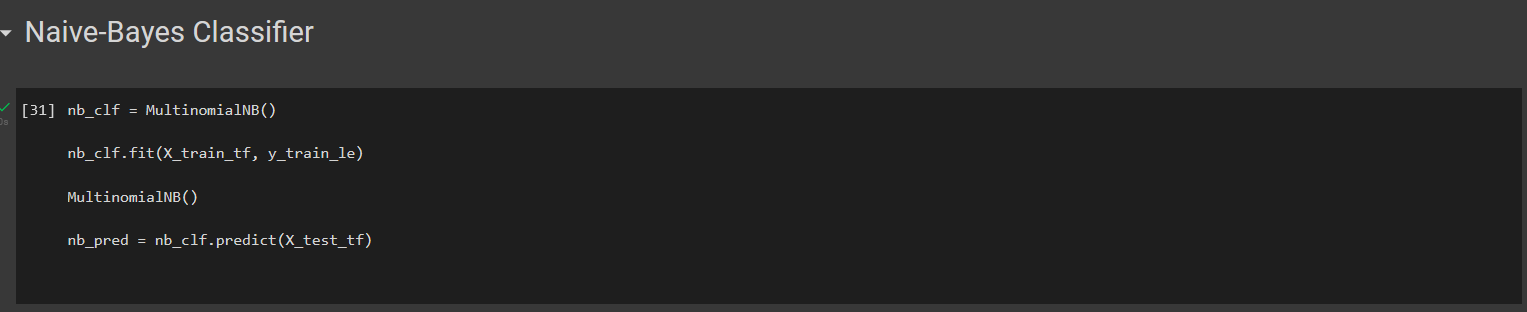 Naive-Bayes Classifier
[31] nb_clf = MultinomialNB()
nb_clf.fit(X_train_tf, y_train_le)
MultinomialNB()
nb_pred = nb_clf.predict(X_test_tf)